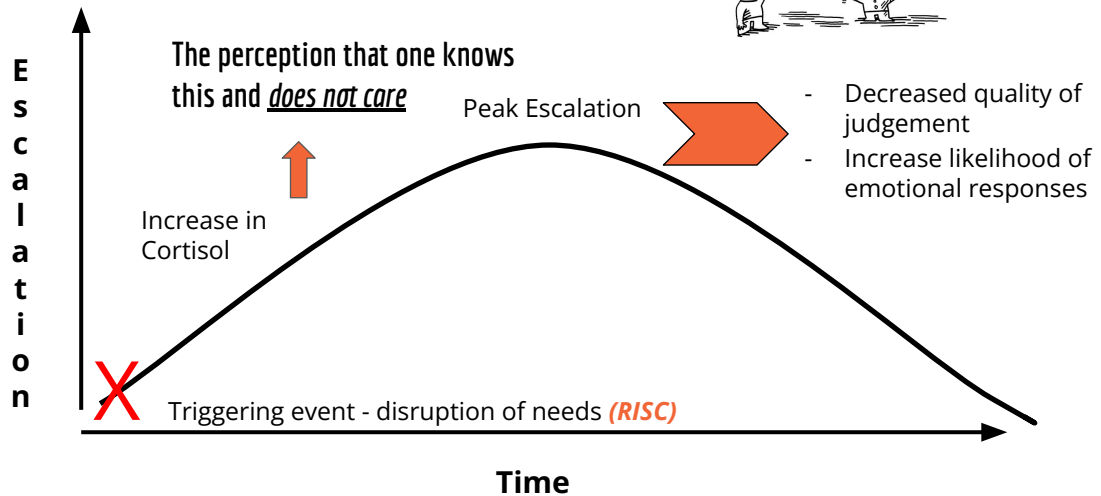 Escalation
The perception that one knows
this and does not care
Peak Escalation
- Decreased quality of
judgement
- Increase likelihood of
emotional responses
Increase in
Cortisol
X
Triggering event - disruption of needs (RISC)
Time